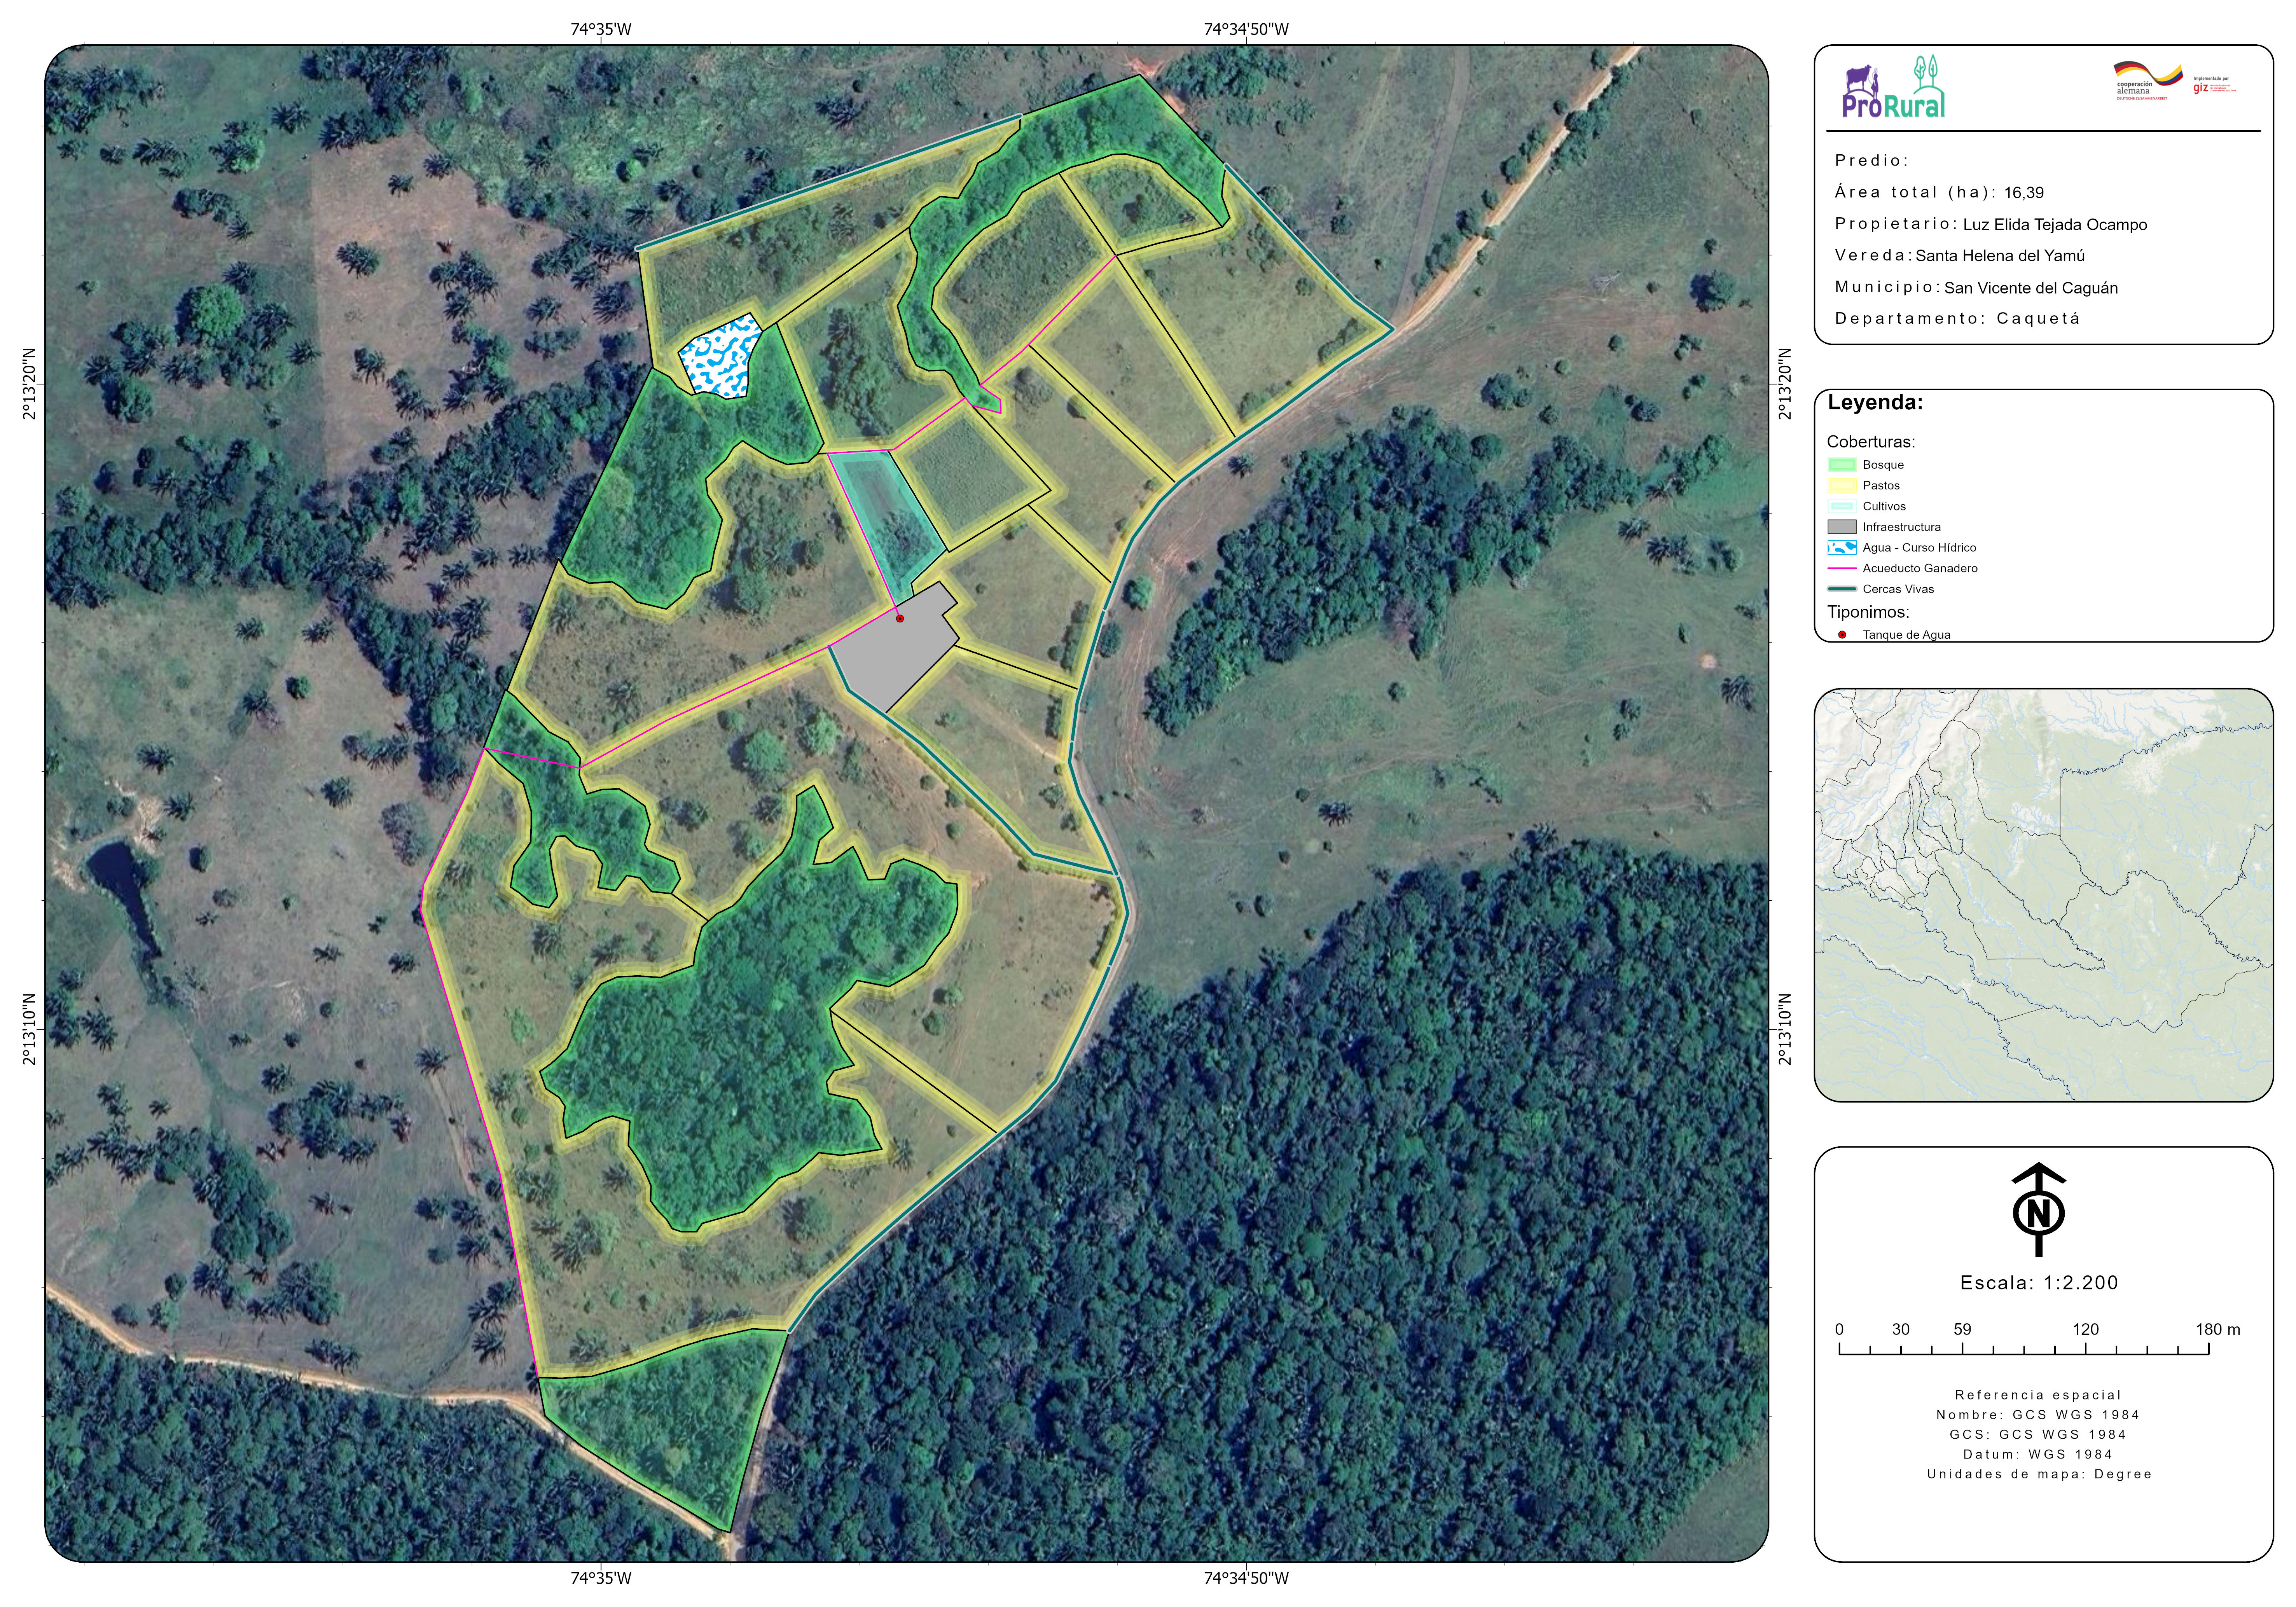 74°35'W
74°34'50"W
2°13'20"N
2°13'20"N
2°13'10"N
2°13'10"N
74°35'W
74°34'50"W
ProRural
cooperación
alemana
DEUTSCHE ZUSAMMENARBEIT
Implementado por
giz
Predio:
Área total (ha): 16,39
Propietario: Luz Elida Tejada Ocampo
Vereda: Santa Helena del Yamú
Municipio: San Vicente del Caguán
Departamento: Caquetá
Leyenda:
Coberturas:
Bosque
Pastos
Cultivos
Infraestructura
Agua - Curso Hídrico
Acueducto Ganadero
Cercas Vivas
Tiponimos:
Tanque de Agua
N
Escala: 1:2.200
0 30 59 120 180 m
Referencia espacial
Nombre: GCS WGS 1984
GCS: GCS WGS 1984
Datum: WGS 1984
Unidades de mapa: Degree